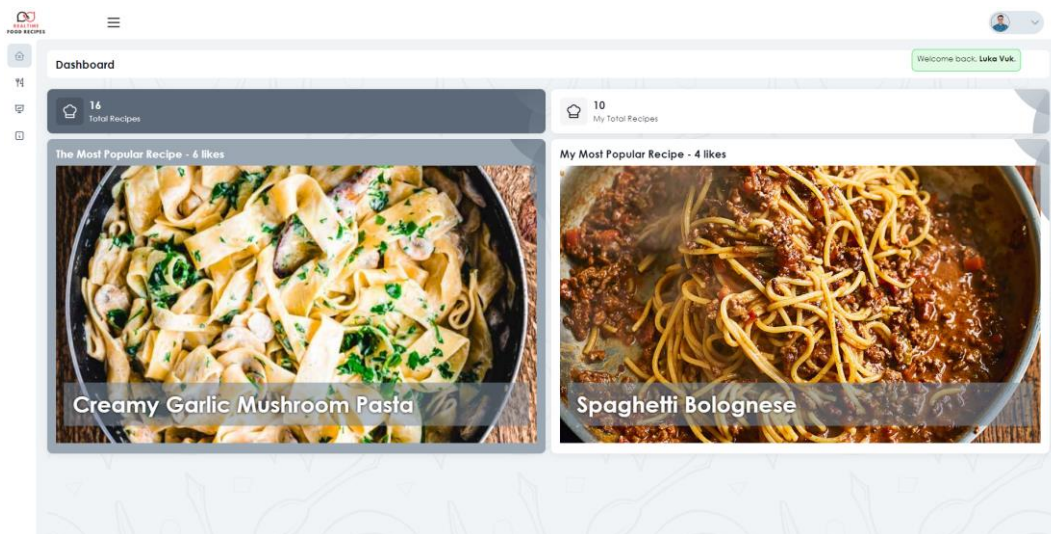 REAL TIME
FOOD RECIPES
Dashboard
Welcome back, Luka Vuk.
16
Total Recipes
10
My Total Recipes
The Most Popular Recipe - 6 likes
Creamy Garlic Mushroom Pasta
My Most Popular Recipe - 4 likes
Spaghetti Bolognese